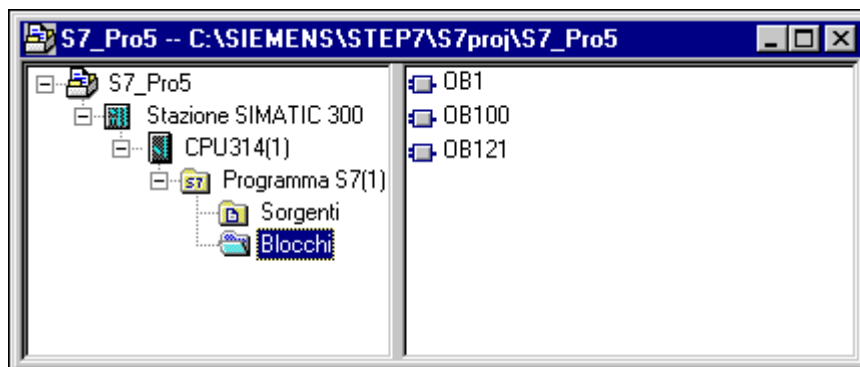 S7_Pro5 -- C:\SIEMENS\STEP7\S7proj\S7_Pro5
S7_Pro5
Stazione SIMATIC 300
CPU314(1)
Programma S7(1)
S7
Sorgenti
Blocchi
OB1
OB100
OB121